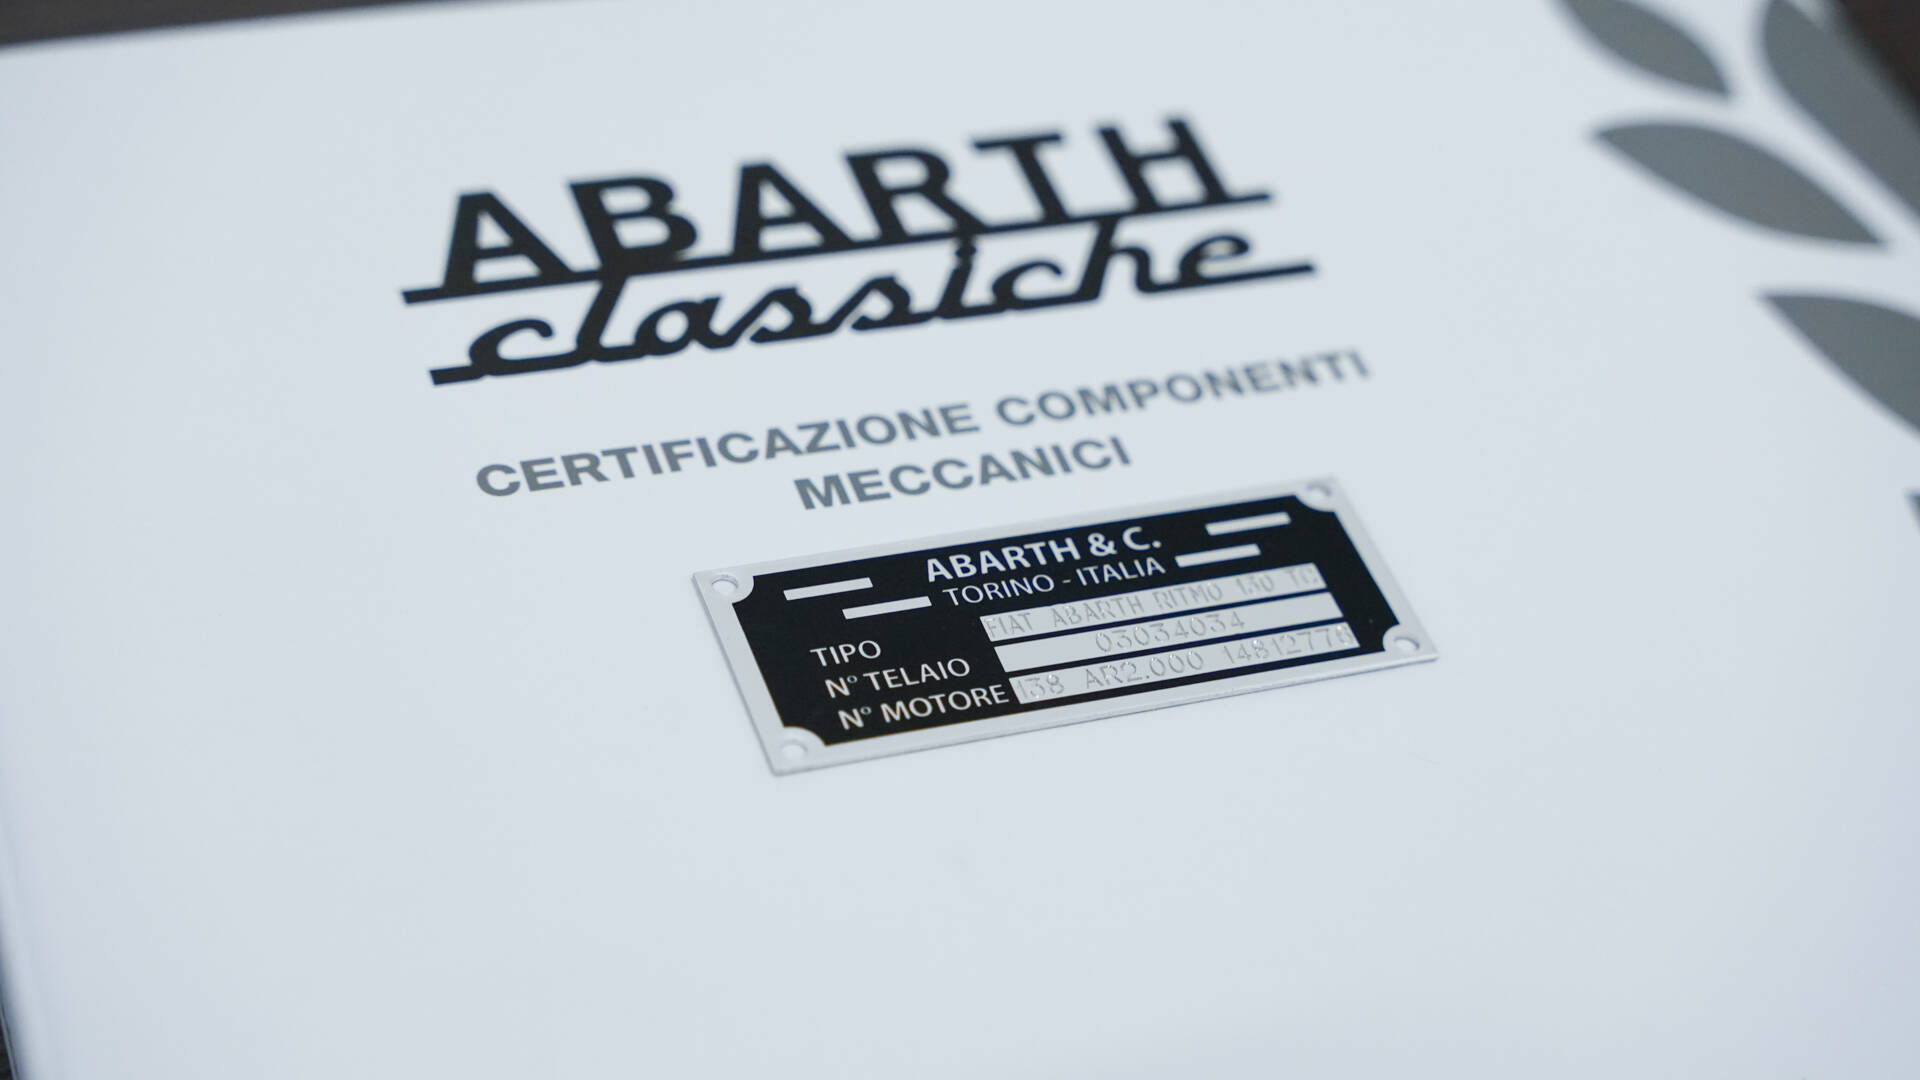 ABARTH
classiche
CERTIFICAZIONE COMPONENTI
MECCANICI
ABARTH & C.
TORINO - ITALIA
TIPO FIAT ABARTH RITMO 130 TC
N° TELAIO 03034034
N° MOTORE 138 AR2.000 14812776